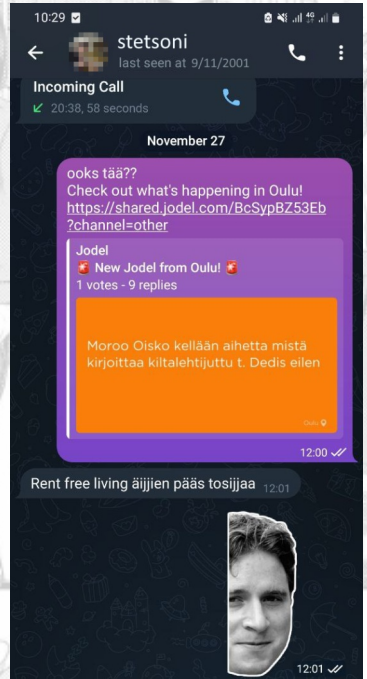 10:29
4G
stetsoni
last seen at 9/11/2001
Incoming Call
20:38, 58 seconds
November 27
ooks tää??
Check out what's happening in Oulu!
https://shared.jodel.com/BcSypBZ53Eb
?channel=other
Jodel
🚨 New Jodel from Oulu! 🚨
1 votes - 9 replies
Moroo Oisko kellään aihetta mistä
kirjoittaa kiltalehtijuttu t. Dedis eilen
Oulu
12:00
Rent free living äijjien pääs tosijjaa 12:01
12:01